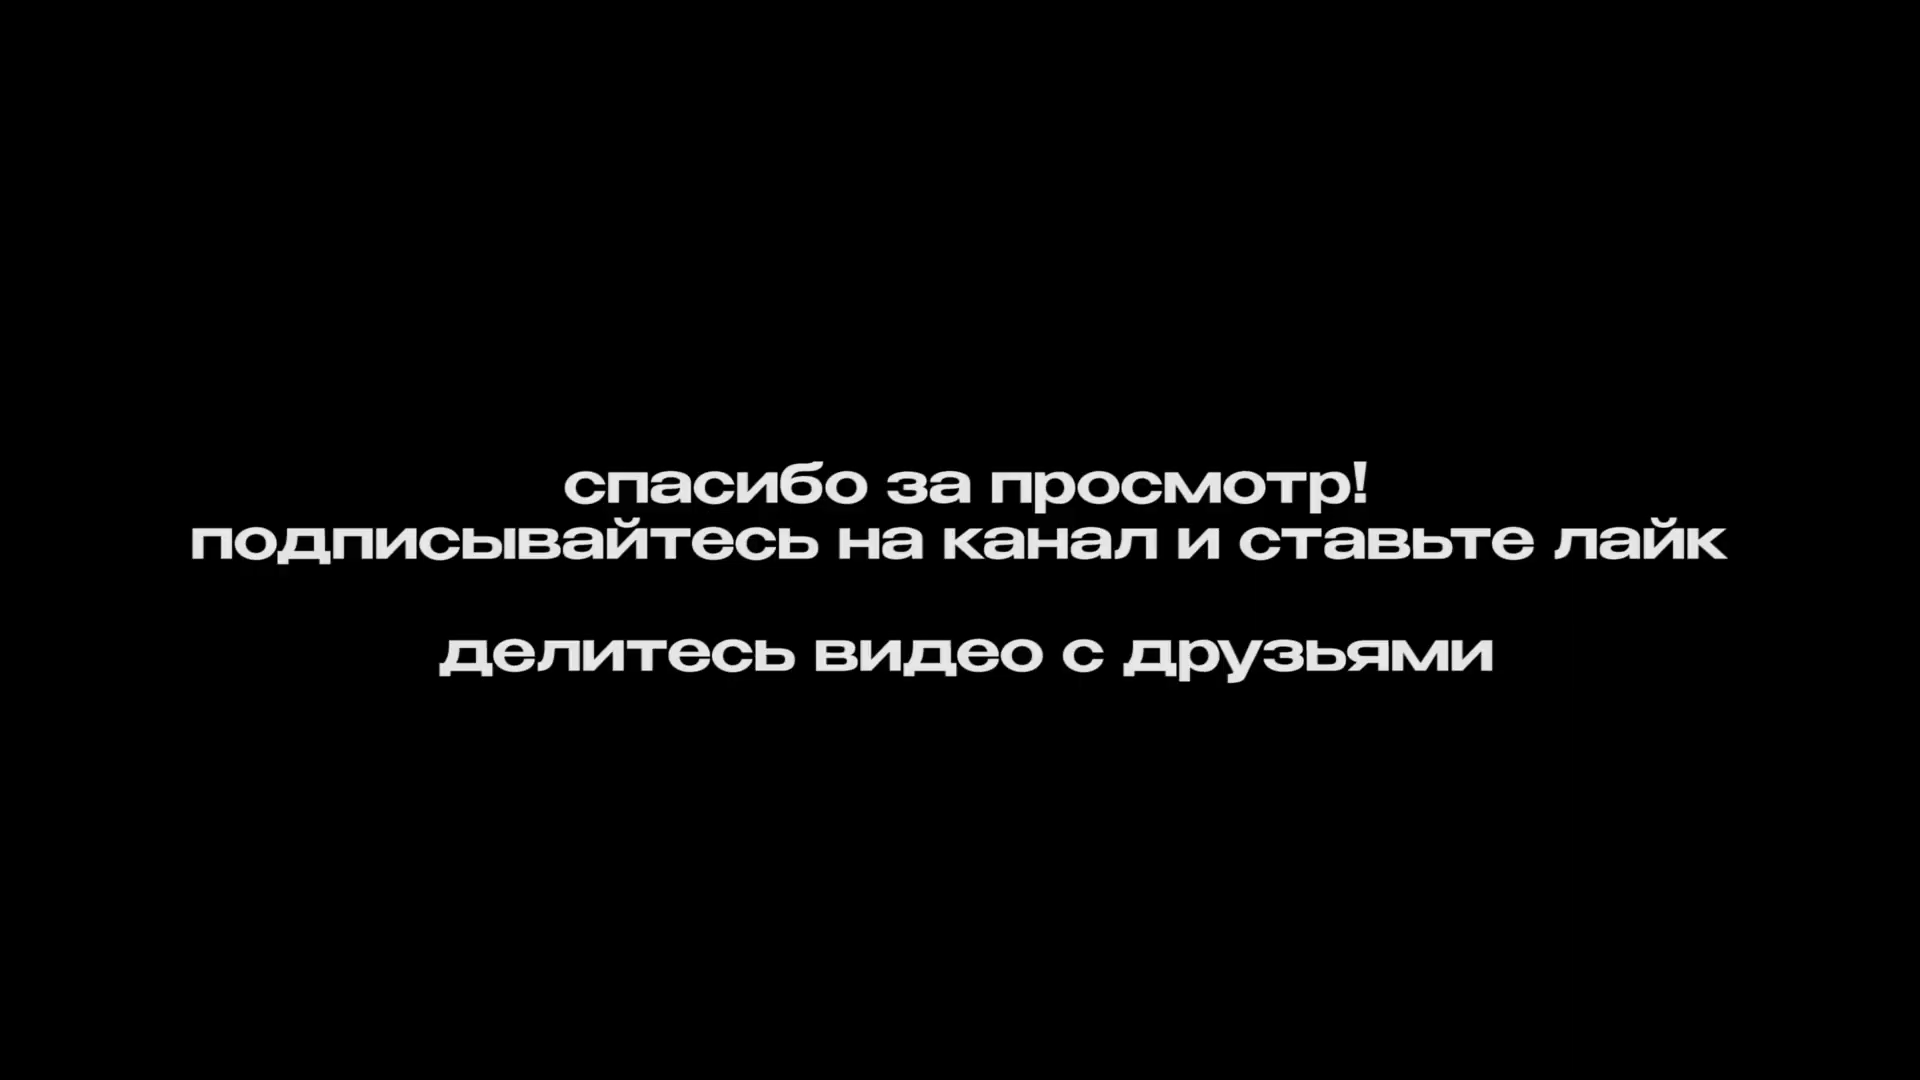 спасибо за просмотр!
подписывайтесь на канал и ставьте лайк
делитесь видео с друзьями